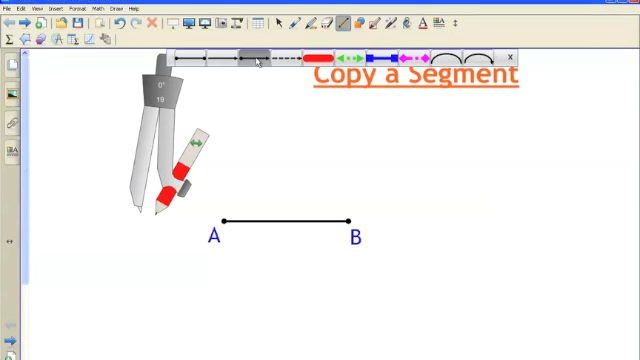 File Edit View Insert Format Math Draw Help
X
Copy a Segment
0°
19
A B